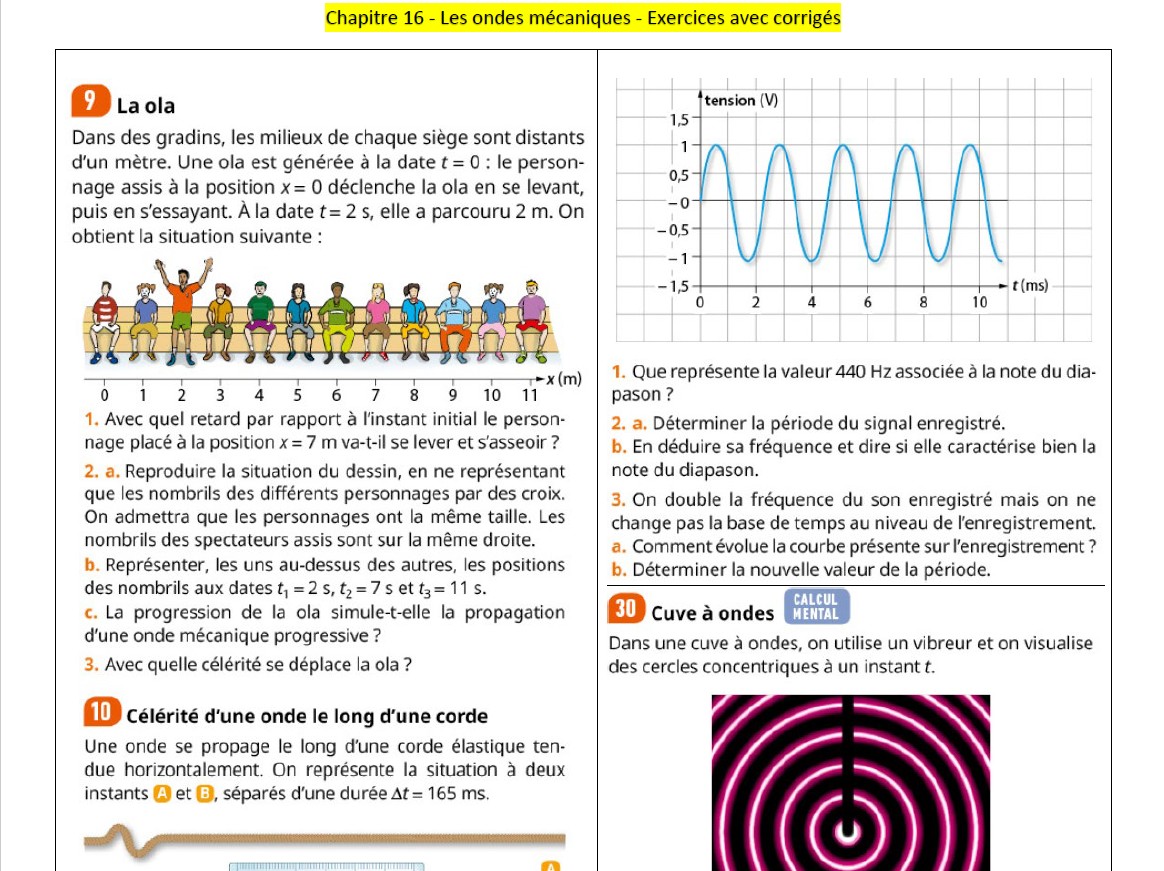 Chapitre 16 - Les ondes mécaniques - Exercices avec corrigés
9 La ola
Dans des gradins, les milieux de chaque siège sont distants
d'un mètre. Une ola est générée à la date t = 0 : le person-
nage assis à la position x = 0 déclenche la ola en se levant,
puis en s'essayant. À la date t = 2 s, elle a parcouru 2 m. On
obtient la situation suivante :
x (m)
0 1 2 3 4 5 6 7 8 9 10 11
1. Avec quel retard par rapport à l'instant initial le person-
nage placé à la position x = 7 m va-t-il se lever et s'asseoir ?
2. a. Reproduire la situation du dessin, en ne représentant
que les nombrils des différents personnages par des croix.
On admettra que les personnages ont la même taille. Les
nombrils des spectateurs assis sont sur la même droite.
b. Représenter, les uns au-dessus des autres, les positions
des nombrils aux dates t1 = 2 s, t2 = 7 s et t3 = 11 s.
c. La progression de la ola simule-t-elle la propagation
d'une onde mécanique progressive ?
3. Avec quelle célérité se déplace la ola ?
10 Célérité d'une onde le long d'une corde
Une onde se propage le long d'une corde élastique ten-
due horizontalement. On représente la situation à deux
instants A et B, séparés d'une durée Δt = 165 ms.
A
tension (V)
1,5
1
0,5
0
– 0,5
– 1
– 1,5
0 2 4 6 8 10
t (ms)
1. Que représente la valeur 440 Hz associée à la note du dia-
pason ?
2. a. Déterminer la période du signal enregistré.
b. En déduire sa fréquence et dire si elle caractérise bien la
note du diapason.
3. On double la fréquence du son enregistré mais on ne
change pas la base de temps au niveau de l'enregistrement.
a. Comment évolue la courbe présente sur l'enregistrement ?
b. Déterminer la nouvelle valeur de la période.
30 Cuve à ondes CALCUL
MENTAL
Dans une cuve à ondes, on utilise un vibreur et on visualise
des cercles concentriques à un instant t.